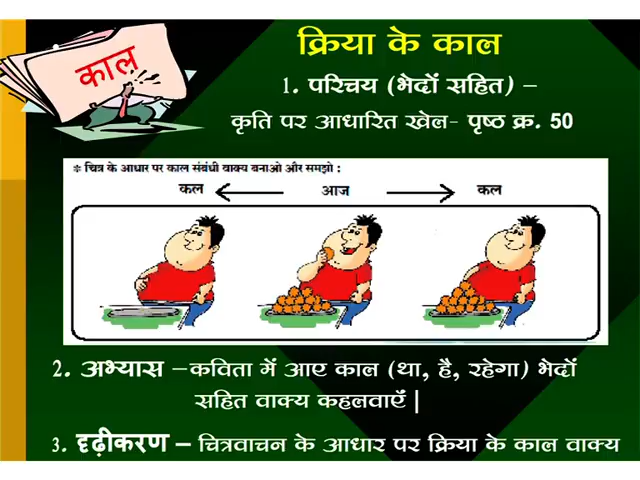 काल
क्रिया के काल
1. परिचय (भेदों सहित) –
कृति पर आधारित खेल- पृष्ठ क्र. 50
* चित्र के आधार पर काल संबंधी वाक्य बनाओ और समझो :
कल आज कल
2. अभ्यास –कविता में आए काल (था, है, रहेगा) भेदों
सहित वाक्य कहलवाएँ |
3. दृढ़ीकरण – चित्रवाचन के आधार पर क्रिया के काल वाक्य